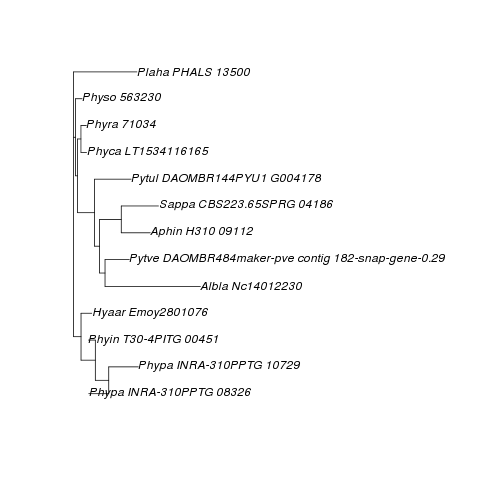 Plaha PHALS 13500
Physo 563230
Phyra 71034
Phyca LT1534116165
Pytul DAOMBR144PYU1 G004178
Sappa CBS223.65SPRG 04186
Aphin H310 09112
Pytve DAOMBR484maker-pve contig 182-snap-gene-0.29
Albla Nc14012230
Hyaar Emoy2801076
Phyin T30-4PITG 00451
Phypa INRA-310PPTG 10729
Phypa INRA-310PPTG 08326